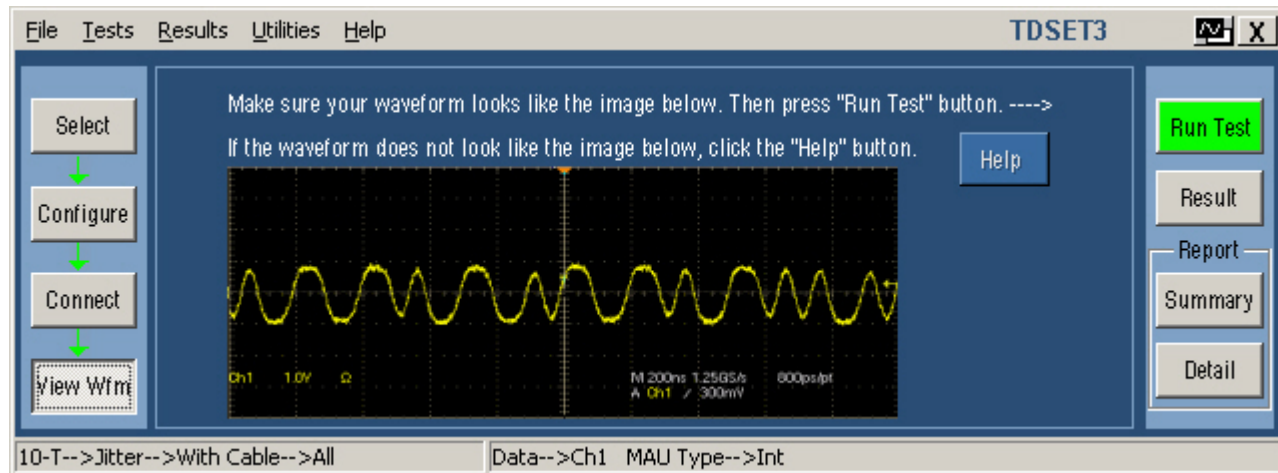 File Tests Results Utilities Help TDSET3 X
Make sure your waveform looks like the image below. Then press "Run Test" button. ---->
If the waveform does not look like the image below, click the "Help" button.
Help
Select
Configure
Connect
View Wfm
Ch1 1.0V Ω M 200ns 1.25GS/s 800ps/pt
A Ch1 / 300mV
Run Test
Result
Report
Summary
Detail
10-T-->Jitter-->With Cable-->All Data-->Ch1 MAU Type-->Int